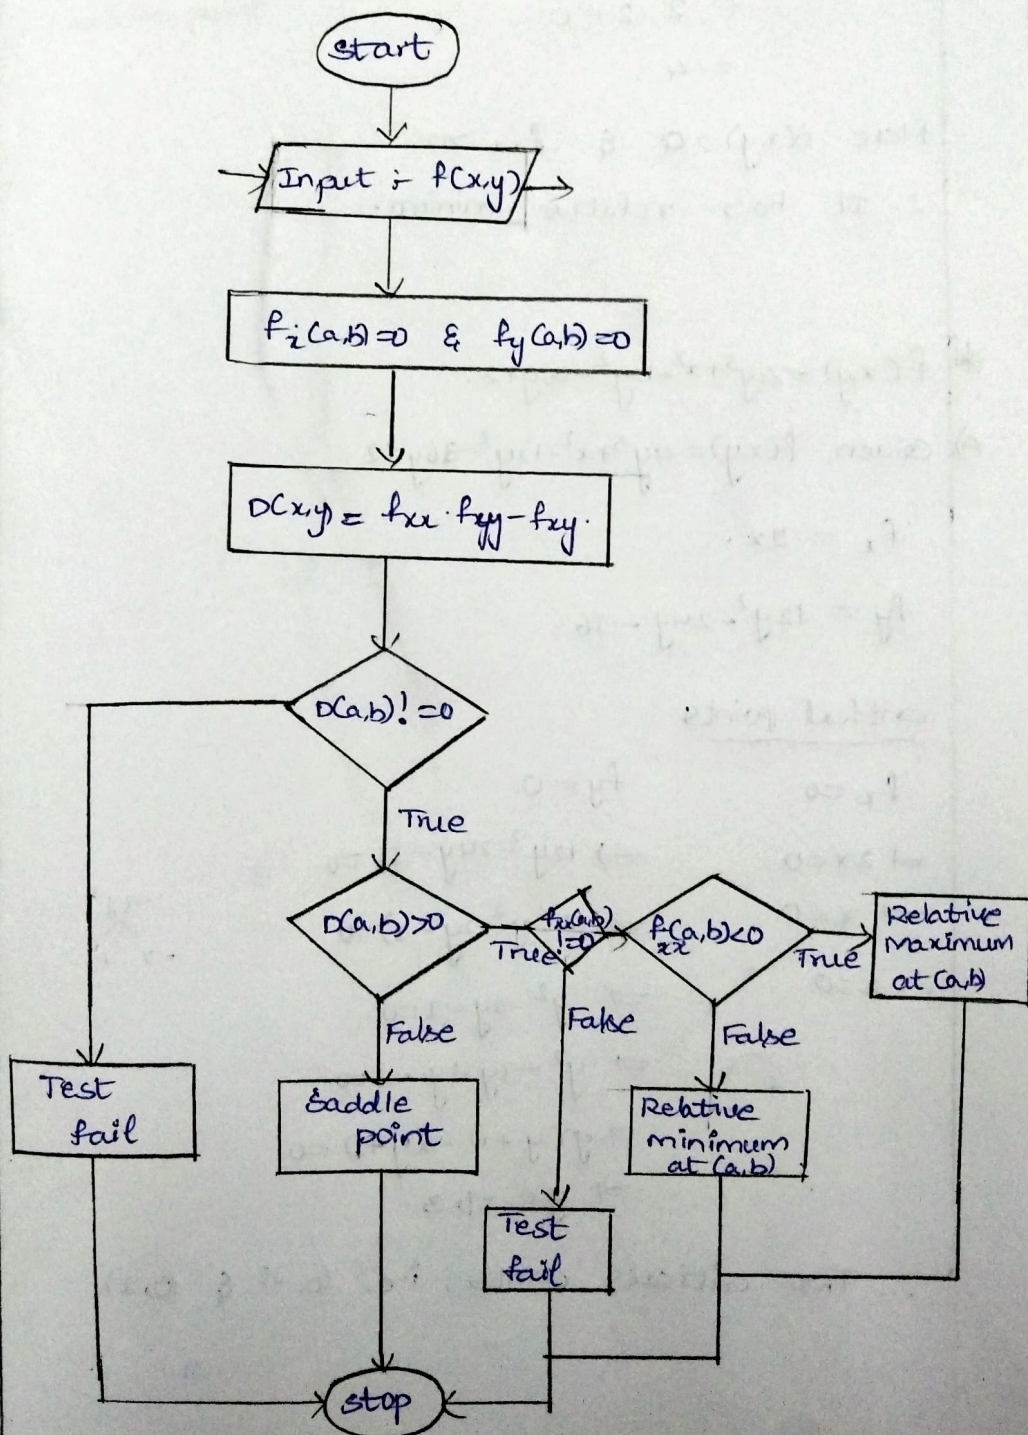 start
Input :- f(x,y)
fx(a,b)=0 & fy(a,b)=0
D(x,y) = fxx · fyy - fxy.
D(a,b)! =0
True
D(a,b)>0
True
fxx(a,b)
!=0
fxx(a,b)<0
True
Relative
maximum
at (a,b)
False
False
False
Test
fail
Saddle
point
Relative
minimum
at (a,b)
Test
fail
stop